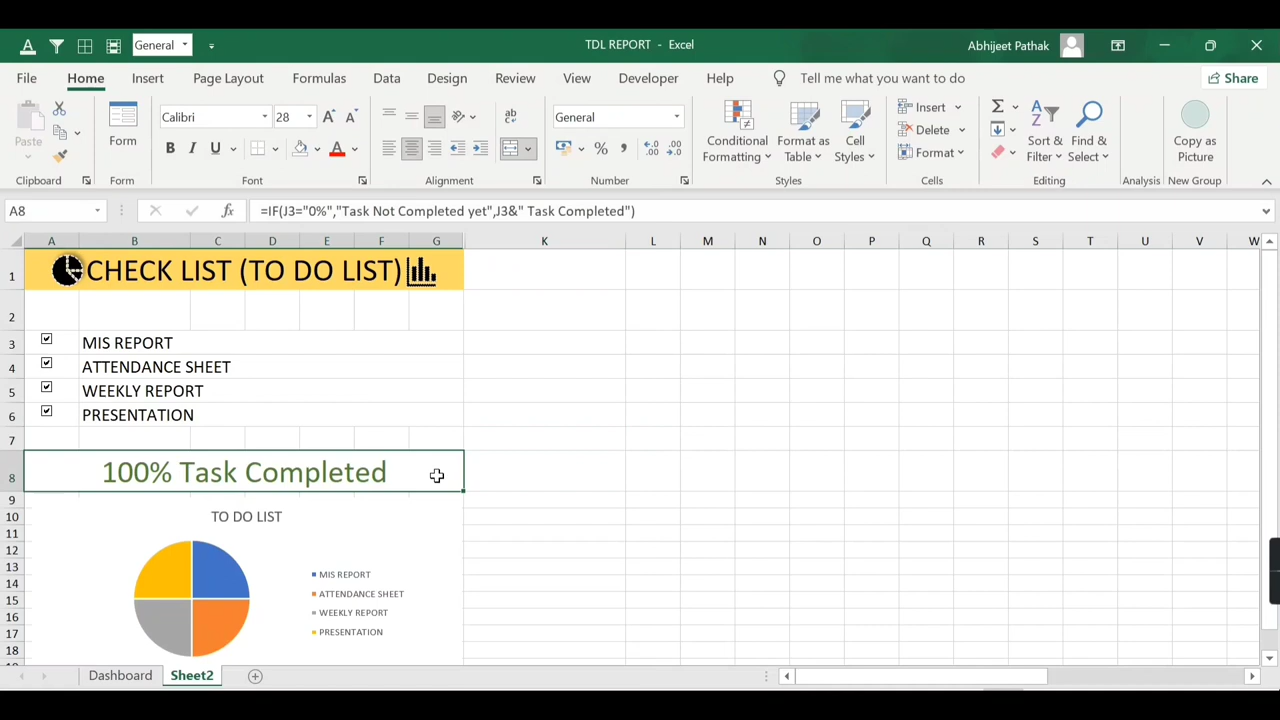 General
TDL REPORT - Excel
Abhijeet Pathak
File Home Insert Page Layout Formulas Data Design Review View Developer Help Tell me what you want to do Share
Paste
Form
Calibri 28
B I U
ab
General
Conditional Formatting
Format as Table
Cell Styles
Insert
Delete
Format
Sort & Filter
Find & Select
Copy as Picture
Clipboard Form Font Alignment Number Styles Cells Editing Analysis New Group
A8 fx =IF(J3="0%","Task Not Completed yet",J3&" Task Completed")
A B C D E F G K L M N O P Q R S T U V W
1 CHECK LIST (TO DO LIST)
2
3 MIS REPORT
4 ATTENDANCE SHEET
5 WEEKLY REPORT
6 PRESENTATION
7
8 100% Task Completed
9
10 TO DO LIST
11
12
13
14
15
16
17
18
MIS REPORT
ATTENDANCE SHEET
WEEKLY REPORT
PRESENTATION
Dashboard Sheet2